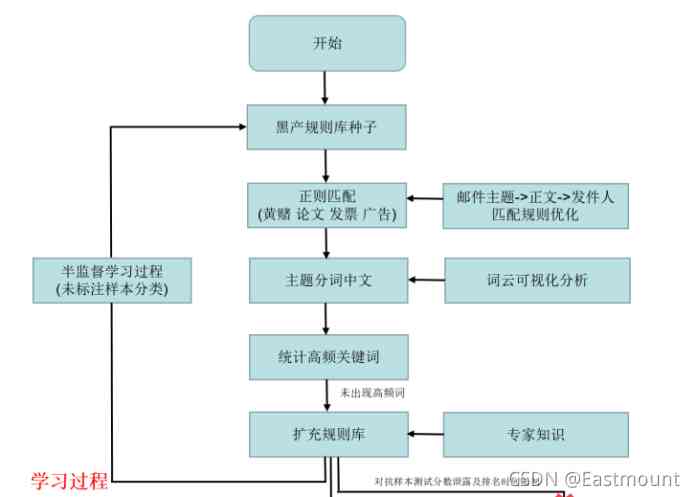 开始
黑产规则库种子
正则匹配
(黄赌 论文 发票 广告)
邮件主题->正文->发件人
匹配规则优化
半监督学习过程
(未标注样本分类)
主题分词中文
词云可视化分析
统计高频关键词
未出现高频词
扩充规则库
专家知识
学习过程
对抗样本测试分数泄露及排名时
CSDN @Eastmount